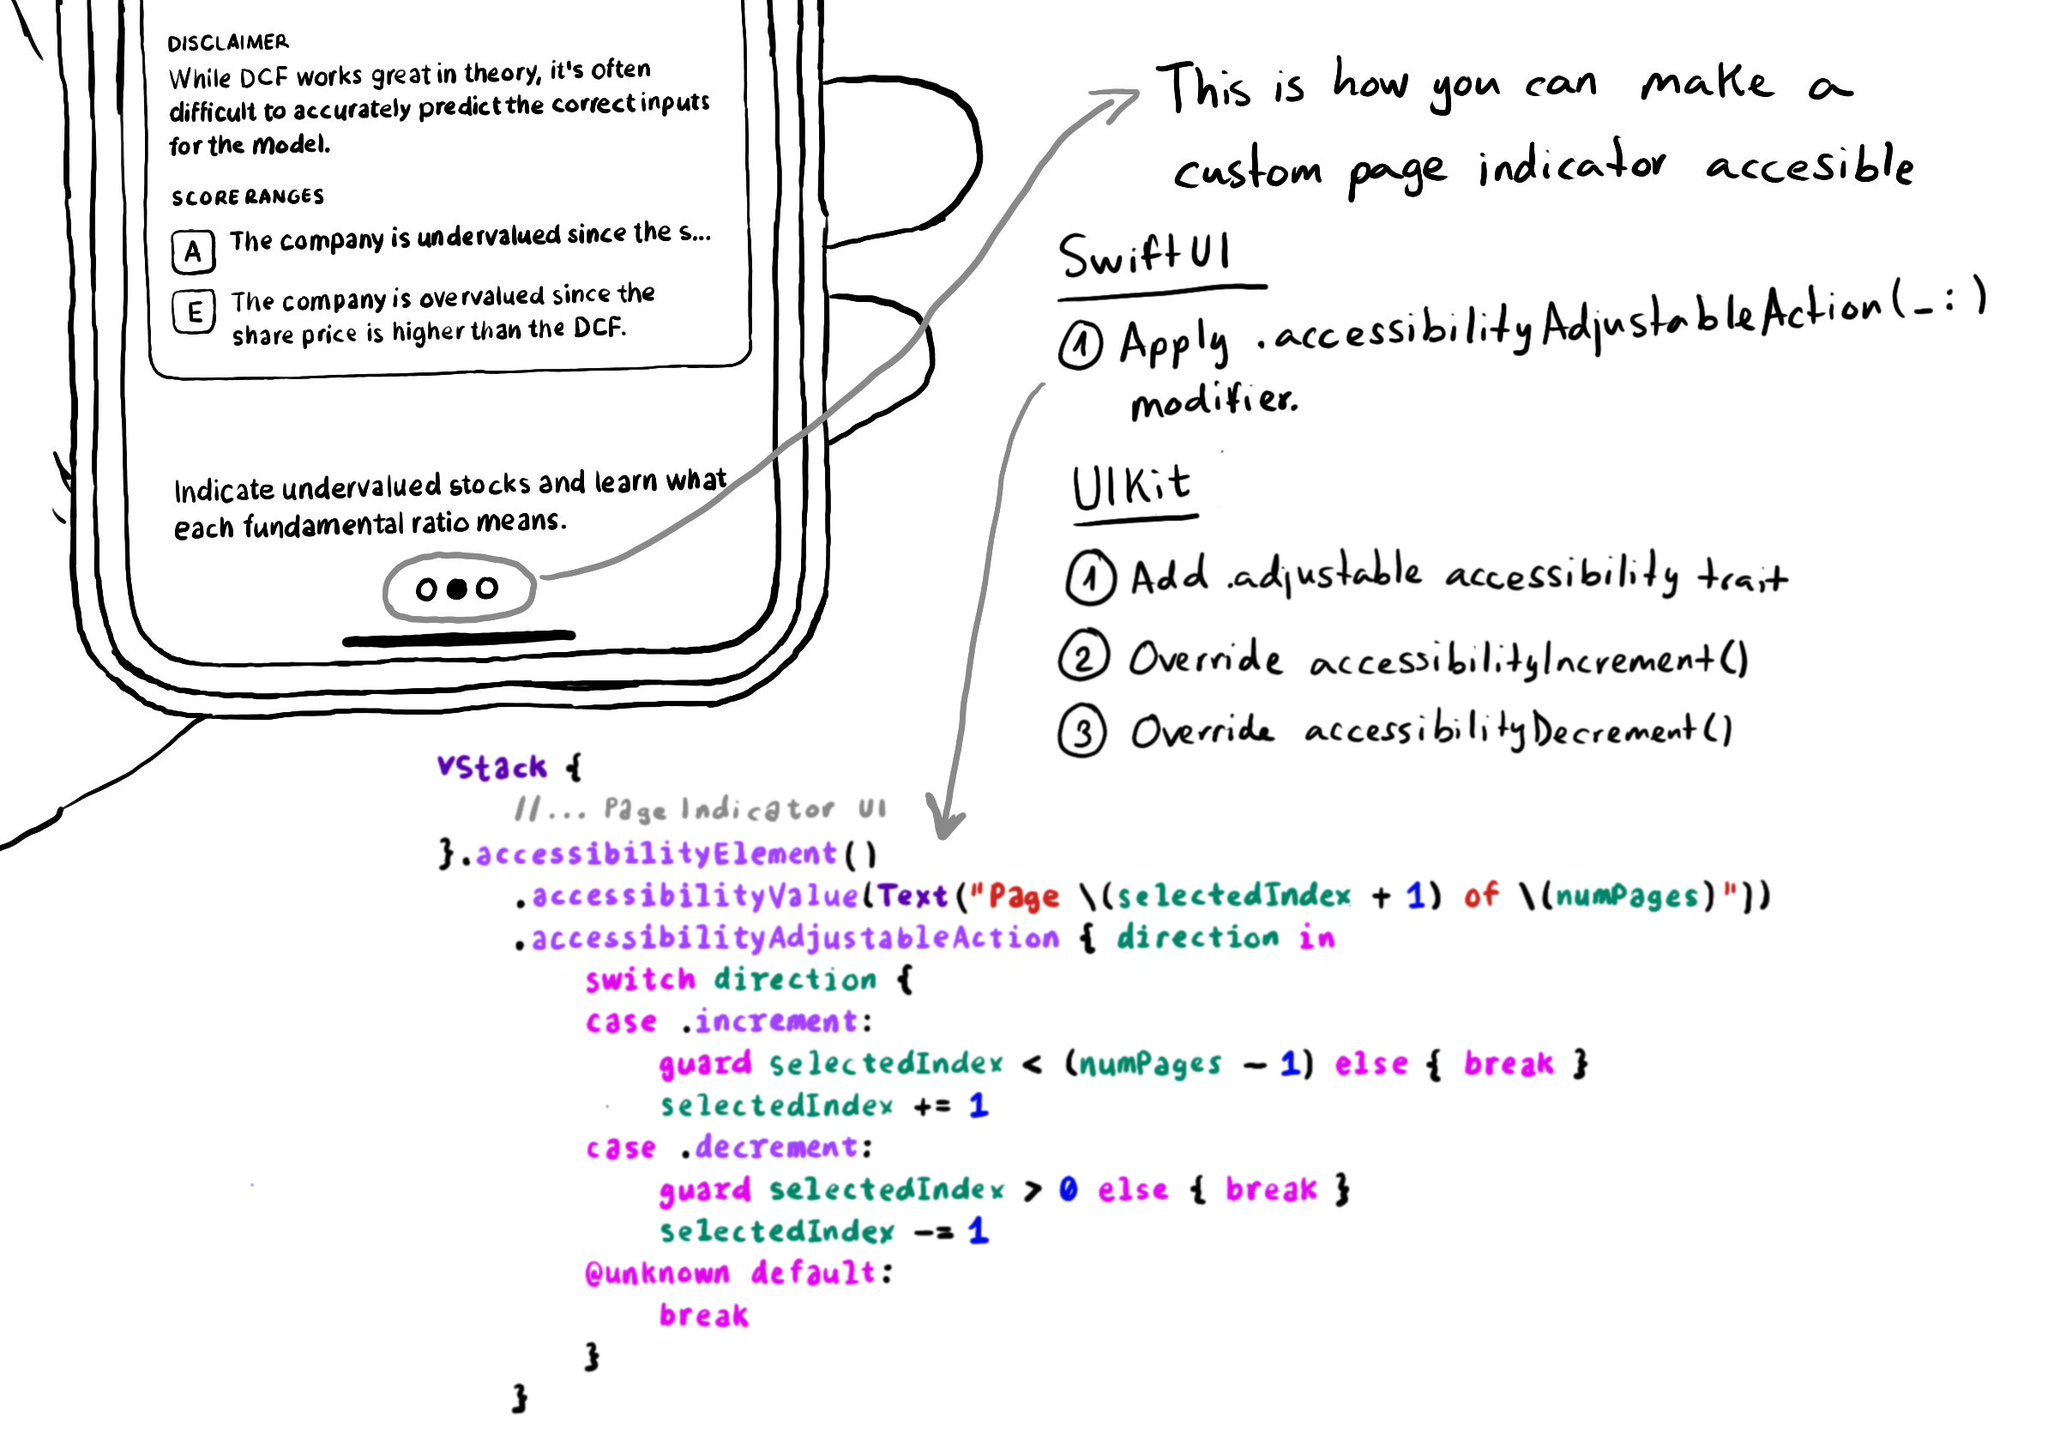 DISCLAIMER
While DCF works great in theory, it's often
difficult to accurately predict the correct inputs
for the model.
SCORE RANGES
A The company is undervalued since the s...
E The company is overvalued since the
share price is higher than the DCF.
Indicate undervalued stocks and learn what
each fundamental ratio means.
This is how you can make a
custom page indicator accesible
SwiftUI
1 Apply .accessibilityAdjustableAction(_:)
modifier.
UIKit
1 Add .adjustable accessibility trait
2 Override accessibilityIncrement()
3 Override accessibilityDecrement()
vStack {
//... Page Indicator UI
}.accessibilityElement()
.accessibilityValue(Text("Page \(selectedIndex + 1) of \(numPages)"))
.accessibilityAdjustableAction { direction in
switch direction {
case .increment:
guard selectedIndex < (numPages - 1) else { break }
selectedIndex += 1
case .decrement:
guard selectedIndex > 0 else { break }
selectedIndex -= 1
@unknown default:
break
}
}